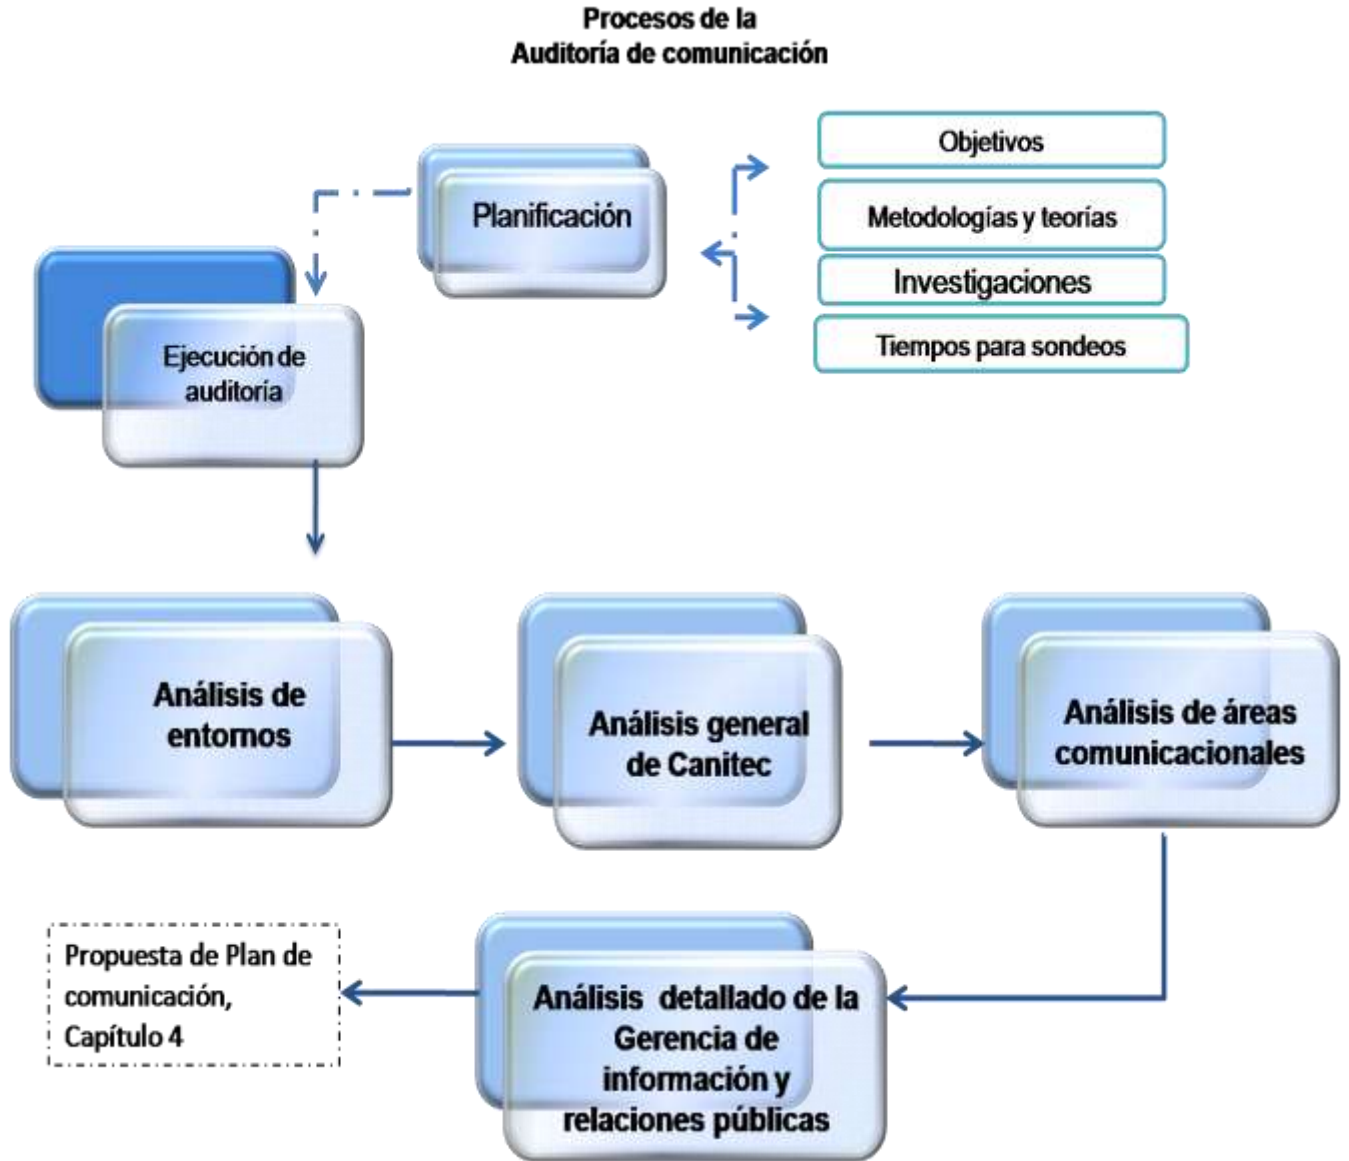 Procesos de la
Auditoría de comunicación
Planificación
Objetivos
Metodologías y teorías
Investigaciones
Tiempos para sondeos
Ejecución de
auditoría
Análisis de
entornos
Análisis general
de Canitec
Análisis de áreas
comunicacionales
Análisis detallado de la
Gerencia de
información y
relaciones públicas
Propuesta de Plan de
comunicación,
Capítulo 4